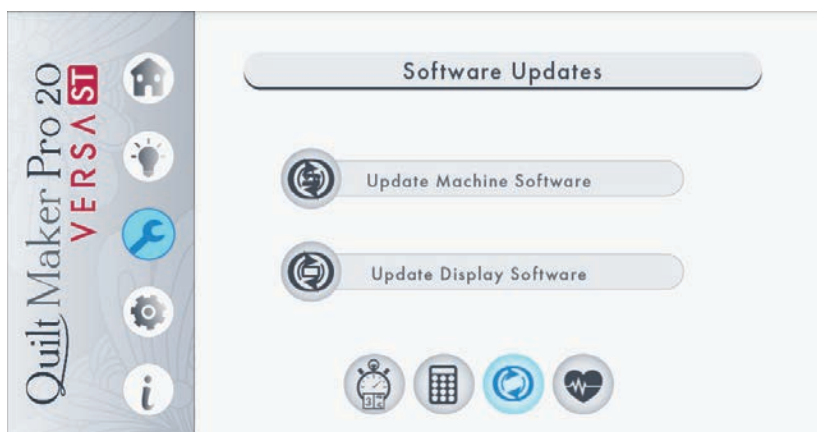 Quilt Maker Pro 20
VERSA ST
Software Updates
Update Machine Software
Update Display Software
i